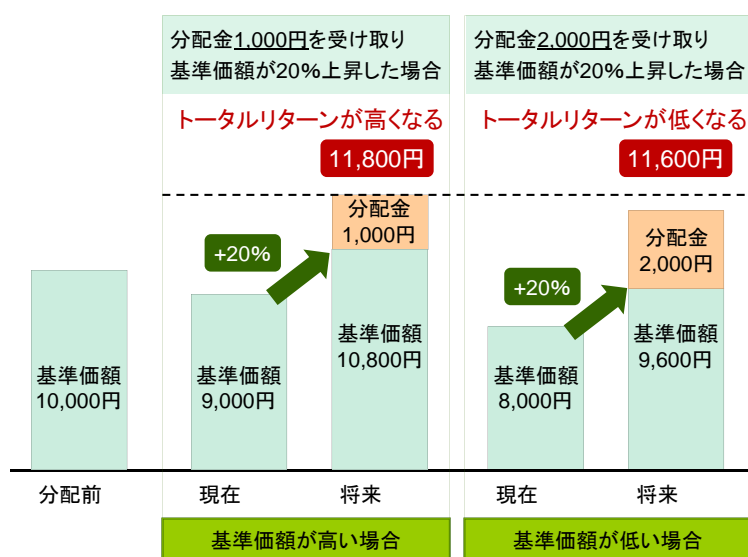 分配金1,000円を受け取り
基準価額が20%上昇した場合
トータルリターンが高くなる
11,800円
分配金
1,000円
+20%
基準価額
10,800円
基準価額
9,000円
基準価額
10,000円
分配前
現在
将来
基準価額が高い場合
分配金2,000円を受け取り
基準価額が20%上昇した場合
トータルリターンが低くなる
11,600円
分配金
2,000円
+20%
基準価額
9,600円
基準価額
8,000円
現在
将来
基準価額が低い場合